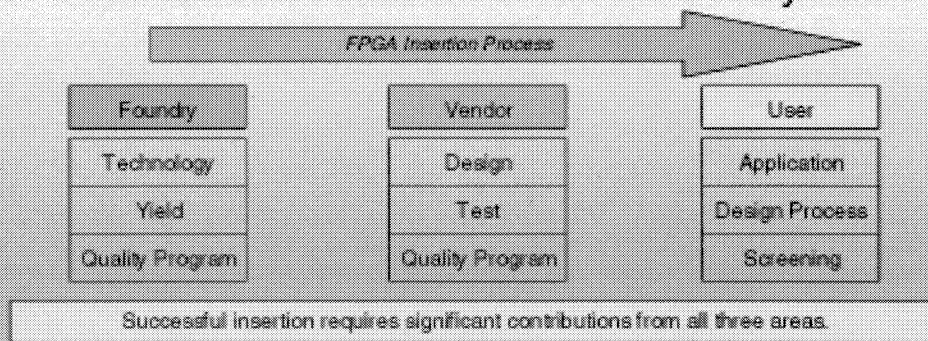 FPGA Insertion Process
Foundry Vendor User
Technology Design Application
Yield Test Design Process
Quality Program Quality Program Screening
Successful insertion requires significant contributions from all three areas.